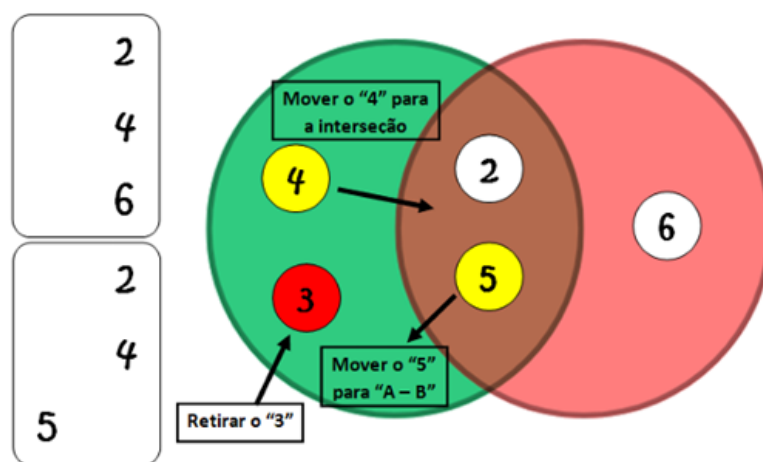 2
4
6
2
4
5
Mover o “4” para
a interseção
4
2
6
3
5
Mover o “5”
para “A – B”
Retirar o “3”